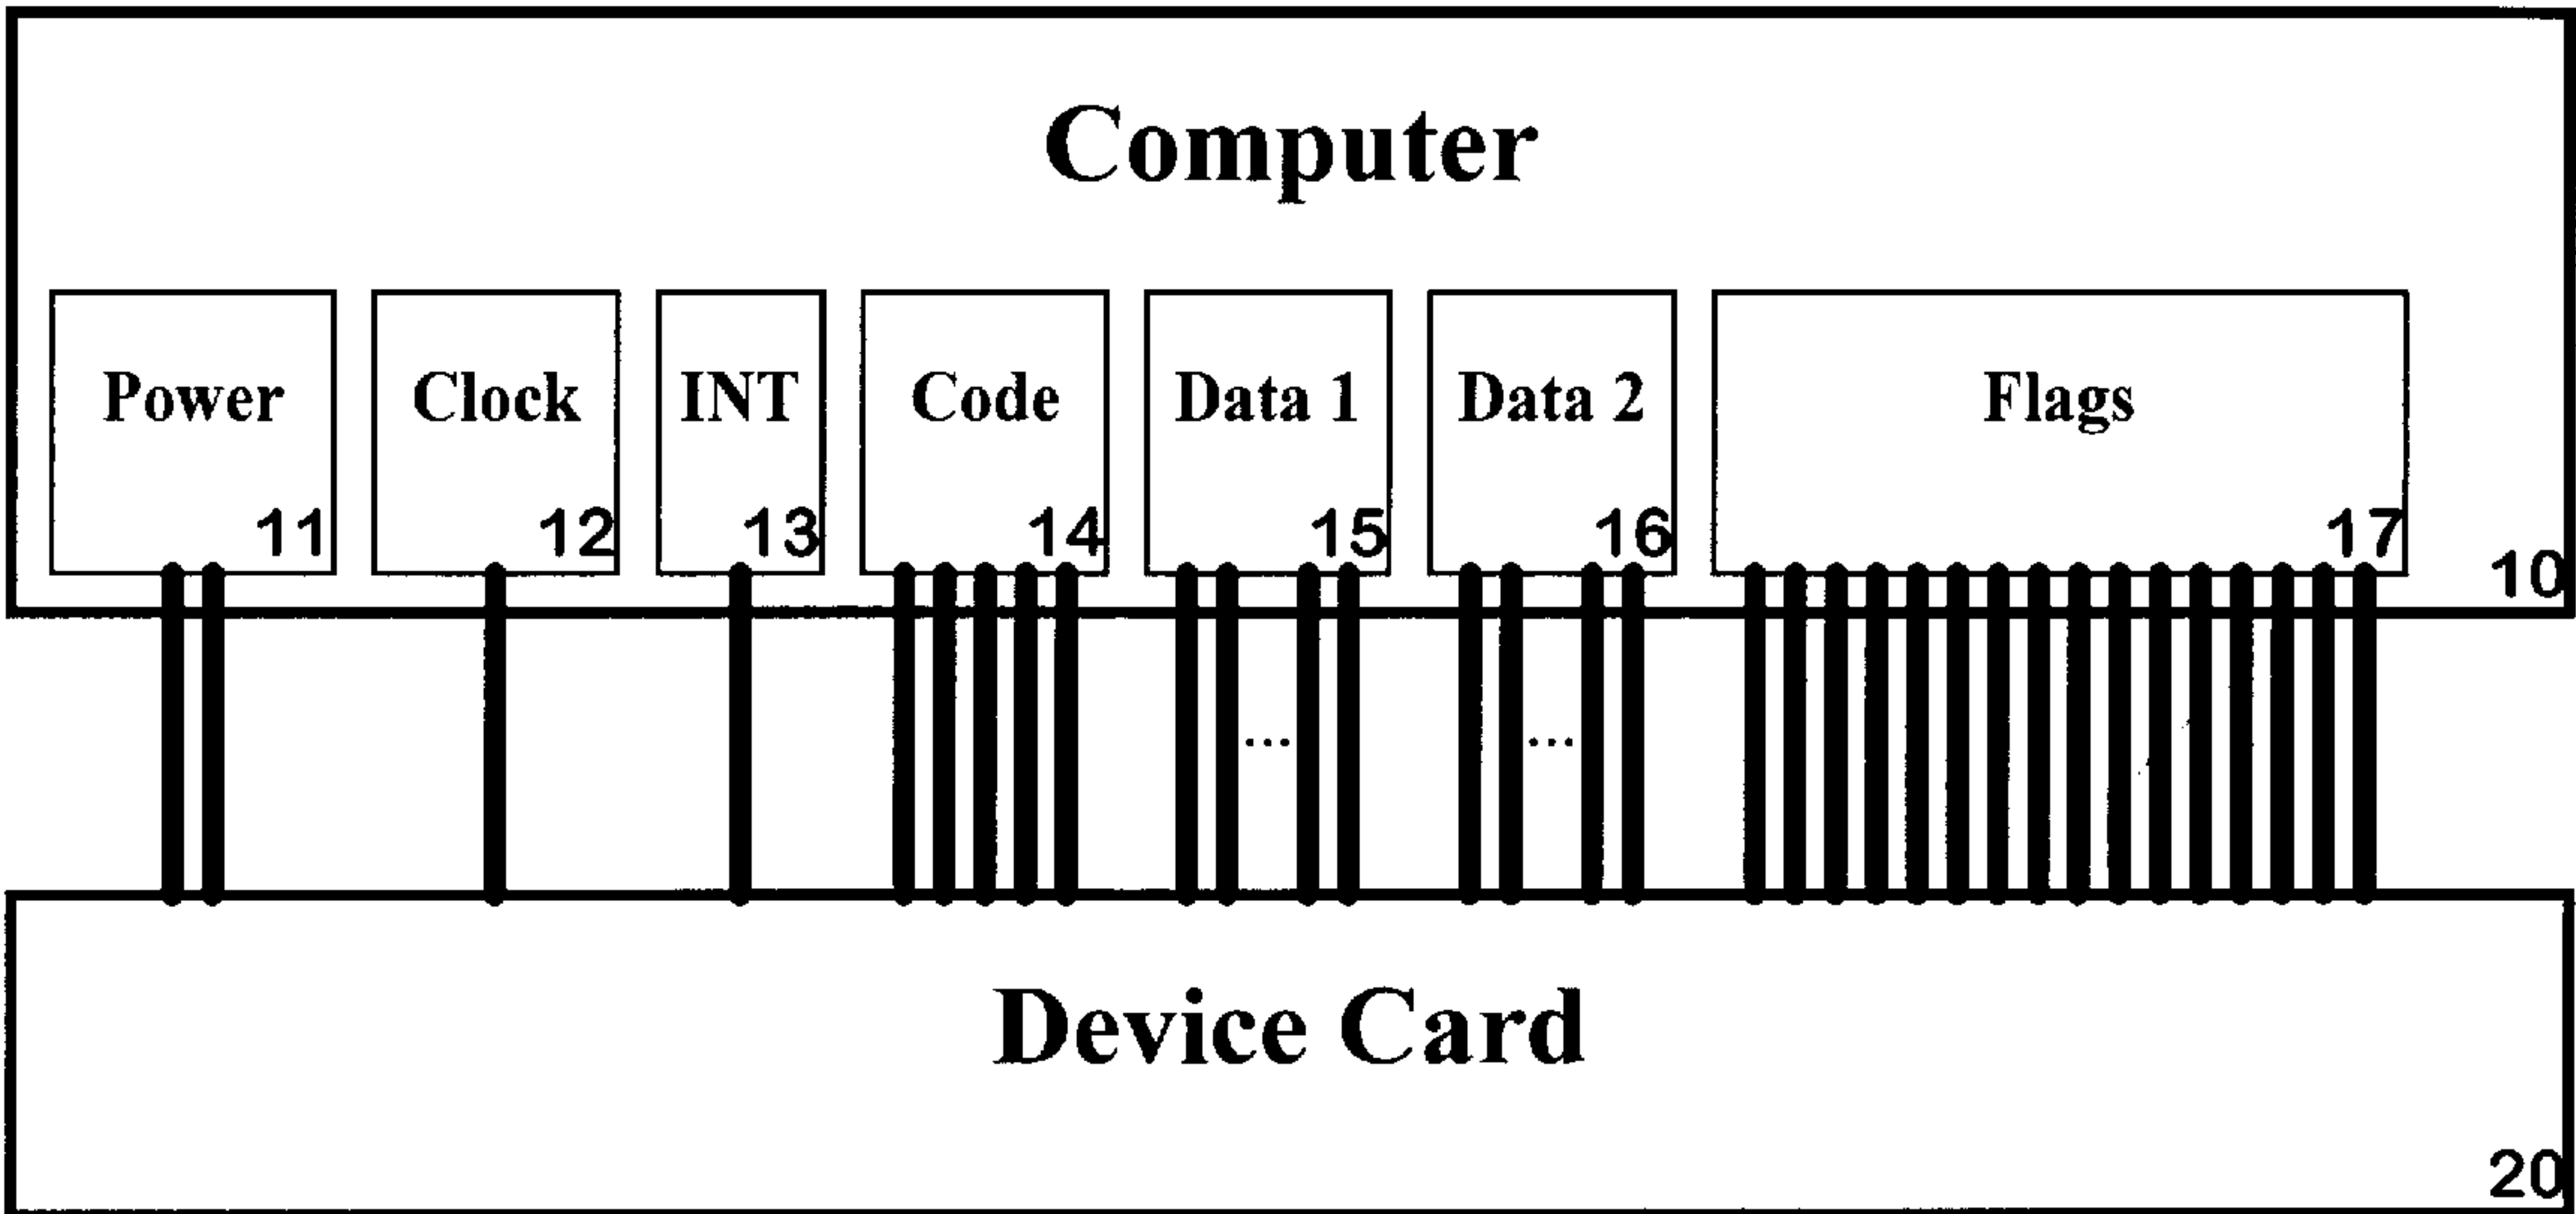 Computer
Power Clock INT Code Data 1 Data 2 Flags
11 12 13 14 15 16 17
10
... ...
Device Card
20